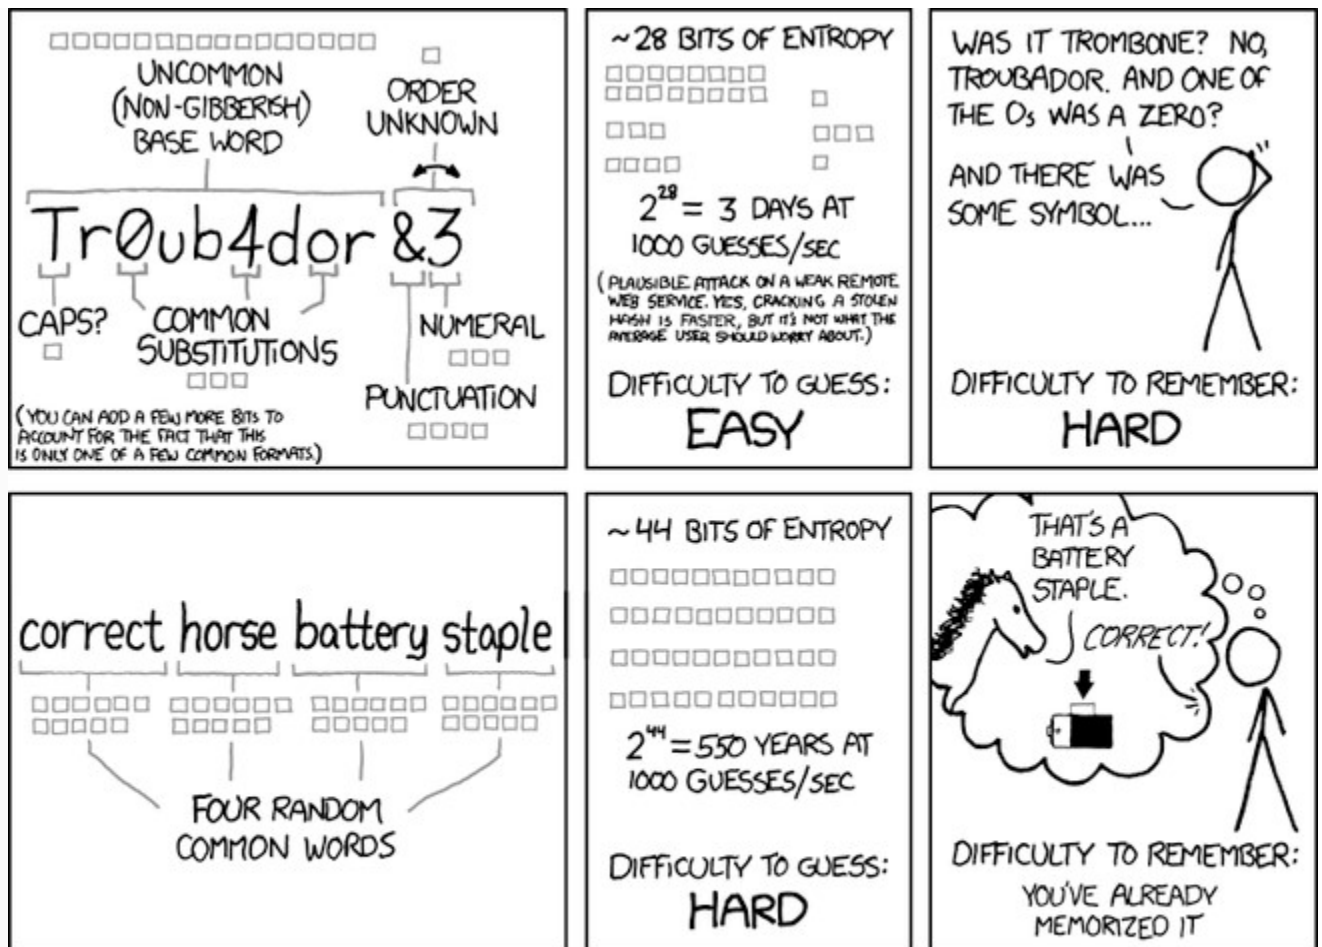 UNCOMMON
(NON-GIBBERISH)
BASE WORD
ORDER
UNKNOWN
Tr0ub4dor &3
CAPS?
COMMON
SUBSTITUTIONS
NUMERAL
PUNCTUATION
(YOU CAN ADD A FEW MORE BITS TO
ACCOUNT FOR THE FACT THAT THIS
IS ONLY ONE OF A FEW COMMON FORMATS.)
~28 BITS OF ENTROPY
2^28 = 3 DAYS AT
1000 GUESSES/SEC
(PLAUSIBLE ATTACK ON A WEAK REMOTE
WEB SERVICE. YES, CRACKING A STOLEN
HASH IS FASTER, BUT IT'S NOT WHAT THE
AVERAGE USER SHOULD WORRY ABOUT.)
DIFFICULTY TO GUESS:
EASY
WAS IT TROMBONE? NO,
TROUBADOR. AND ONE OF
THE Os WAS A ZERO?
AND THERE WAS
SOME SYMBOL...
DIFFICULTY TO REMEMBER:
HARD
correct horse battery staple
FOUR RANDOM
COMMON WORDS
~44 BITS OF ENTROPY
2^44 = 550 YEARS AT
1000 GUESSES/SEC
DIFFICULTY TO GUESS:
HARD
THAT'S A
BATTERY
STAPLE.
CORRECT!
DIFFICULTY TO REMEMBER:
YOU'VE ALREADY
MEMORIZED IT